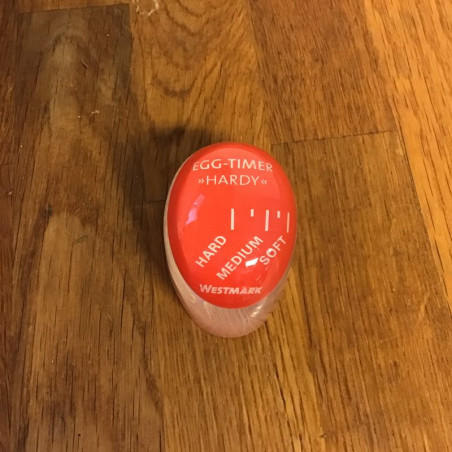 EGG-TIMER
»HARDY«
HARD
MEDIUM
SOFT
WESTMARK